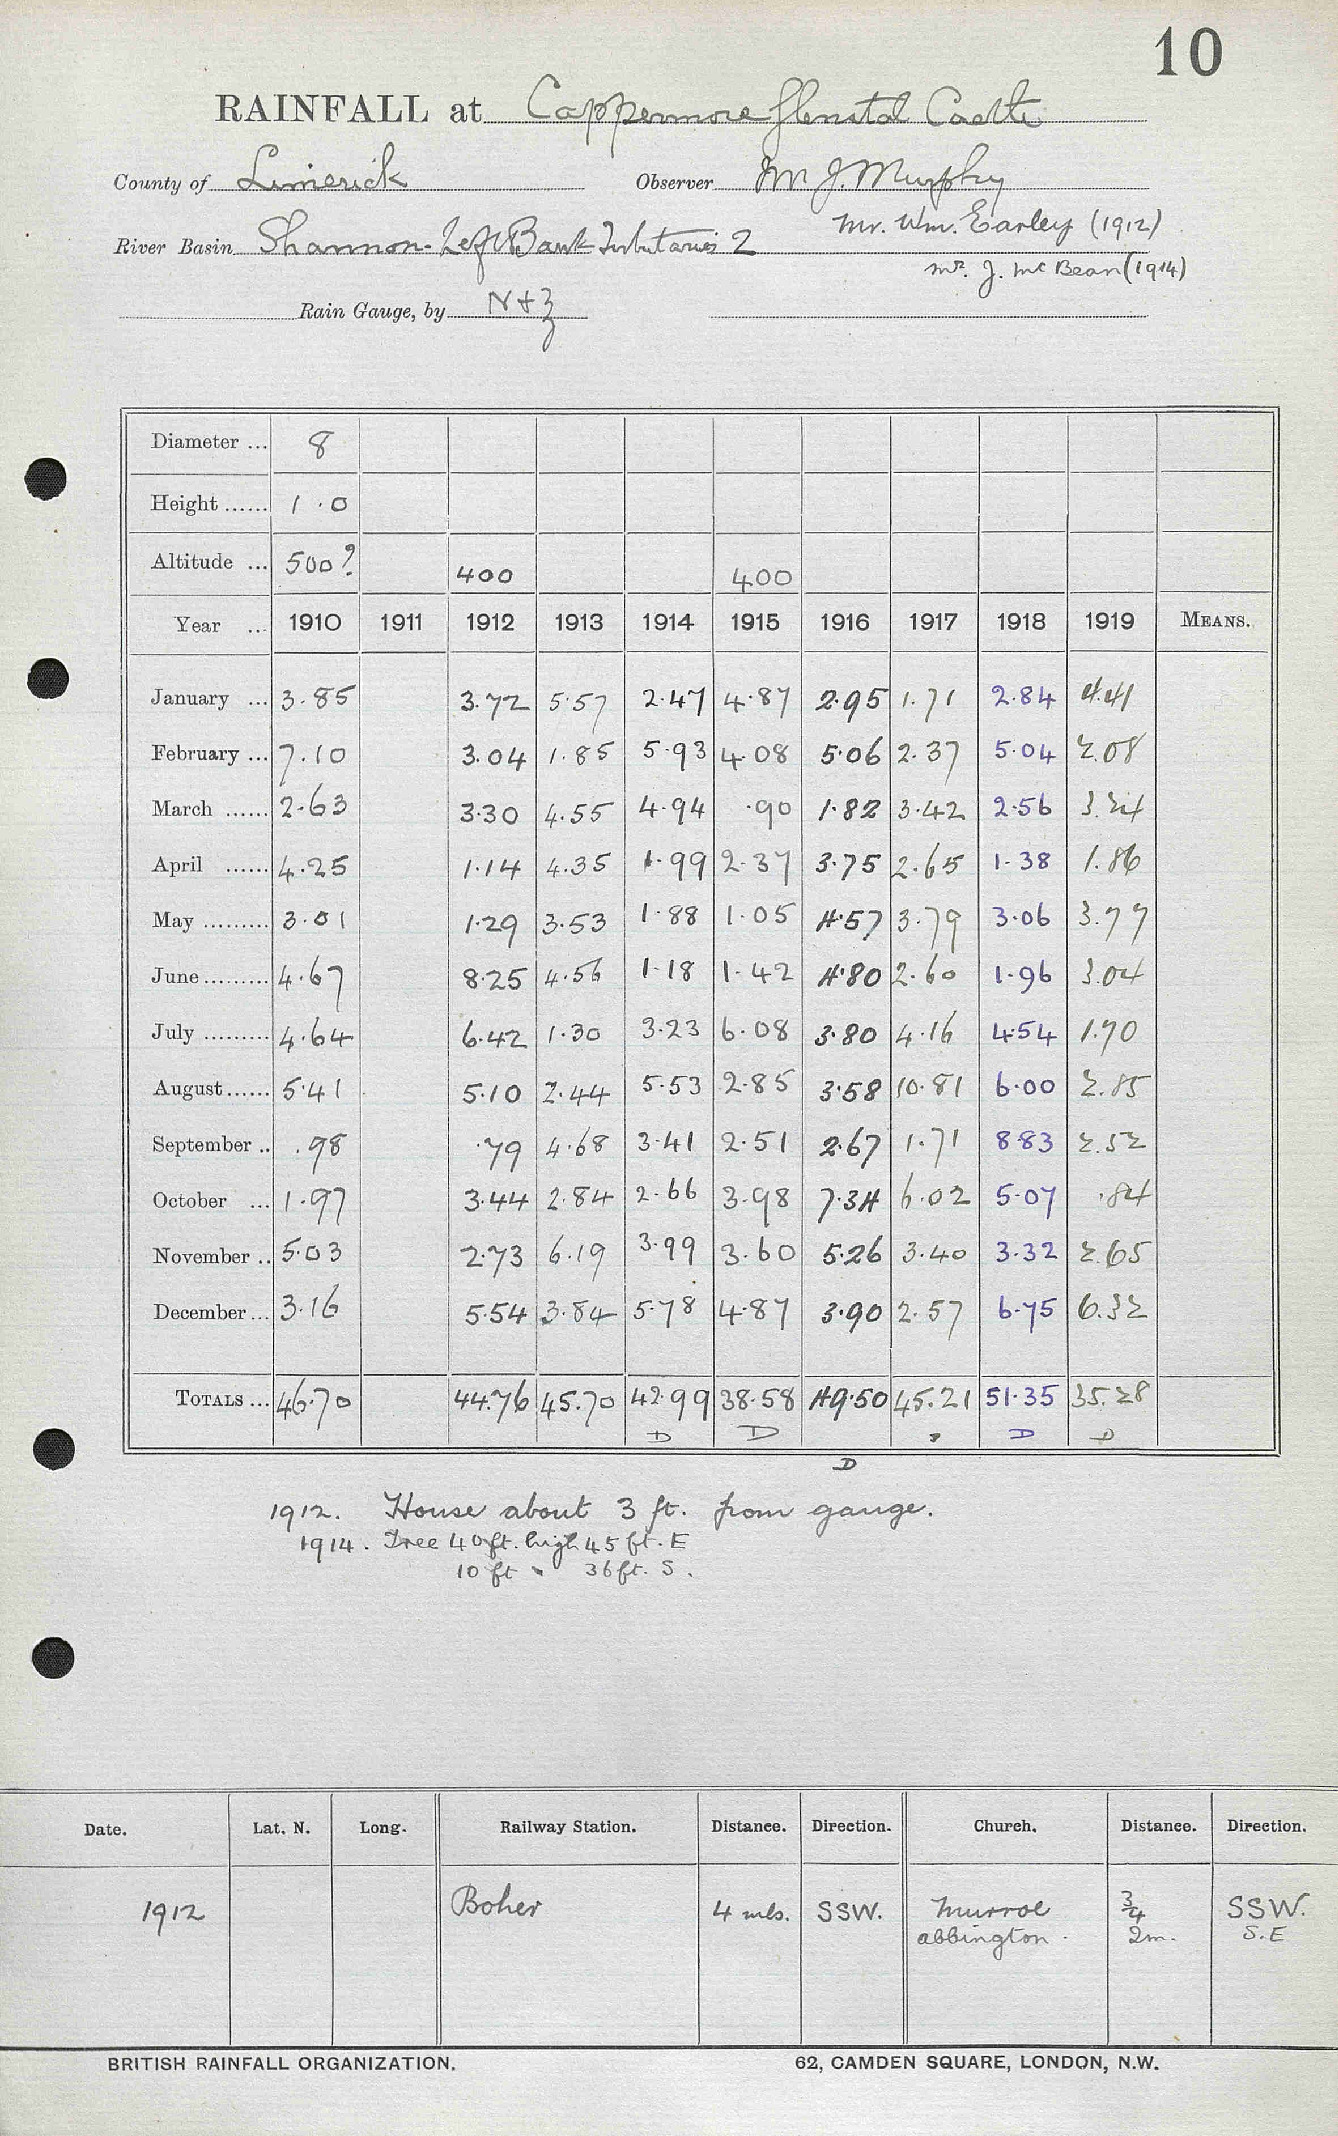 10
RAINFALL at Cappermore Glenstal Castle
County of Limerick Observer Mr J. Murphy
Mr. Wm. Earley (1912)
River Basin Shannon-Left Bank Tributaries 2
Mr. J. McBean (1914)
Rain Gauge, by N+Z
Diameter ... 8
Height ...... 1.0
Altitude ... 500? 400 400
Year ... 1910 1911 1912 1913 1914 1915 1916 1917 1918 1919 MEANS.
January ... 3.85 3.72 5.57 2.47 4.87 2.95 1.71 2.84 4.41
February ... 7.10 3.04 1.85 5.93 4.08 5.06 2.37 5.04 2.08
March ...... 2.63 3.30 4.55 4.94 .90 1.82 3.42 2.56 3.24
April ...... 4.25 1.14 4.35 1.99 2.37 3.75 2.65 1.38 1.86
May ......... 3.01 1.29 3.53 1.88 1.05 4.57 3.79 3.06 3.77
June ......... 4.67 8.25 4.56 1.18 1.42 4.80 2.60 1.96 3.04
July ......... 4.64 6.42 1.30 3.23 6.08 3.80 4.16 4.54 1.70
August ...... 5.41 5.10 2.44 5.53 2.85 3.58 10.81 6.00 2.85
September .. .98 .79 4.68 3.41 2.51 2.67 1.71 8.83 2.52
October ... 1.97 3.44 2.84 2.66 3.98 7.34 6.02 5.07 .84
November .. 5.03 2.73 6.19 3.99 3.60 5.26 3.40 3.32 2.65
December ... 3.16 5.54 3.84 5.78 4.87 3.90 2.57 6.75 6.32
TOTALS ... 46.70 44.76 45.70 42.99 38.58 49.50 45.21 51.35 35.28
D D D D D
1912. House about 3 ft. from gauge.
1914. Tree 40ft. high 45 ft. E
10 ft " 36ft. S.
Date. Lat. N. Long. Railway Station. Distance. Direction. Church. Distance. Direction.
1912 Boher 4 mls. SSW. Murroe 3/4 SSW.
abbington. 2m. S.E
BRITISH RAINFALL ORGANIZATION. 62, CAMDEN SQUARE, LONDON, N.W.